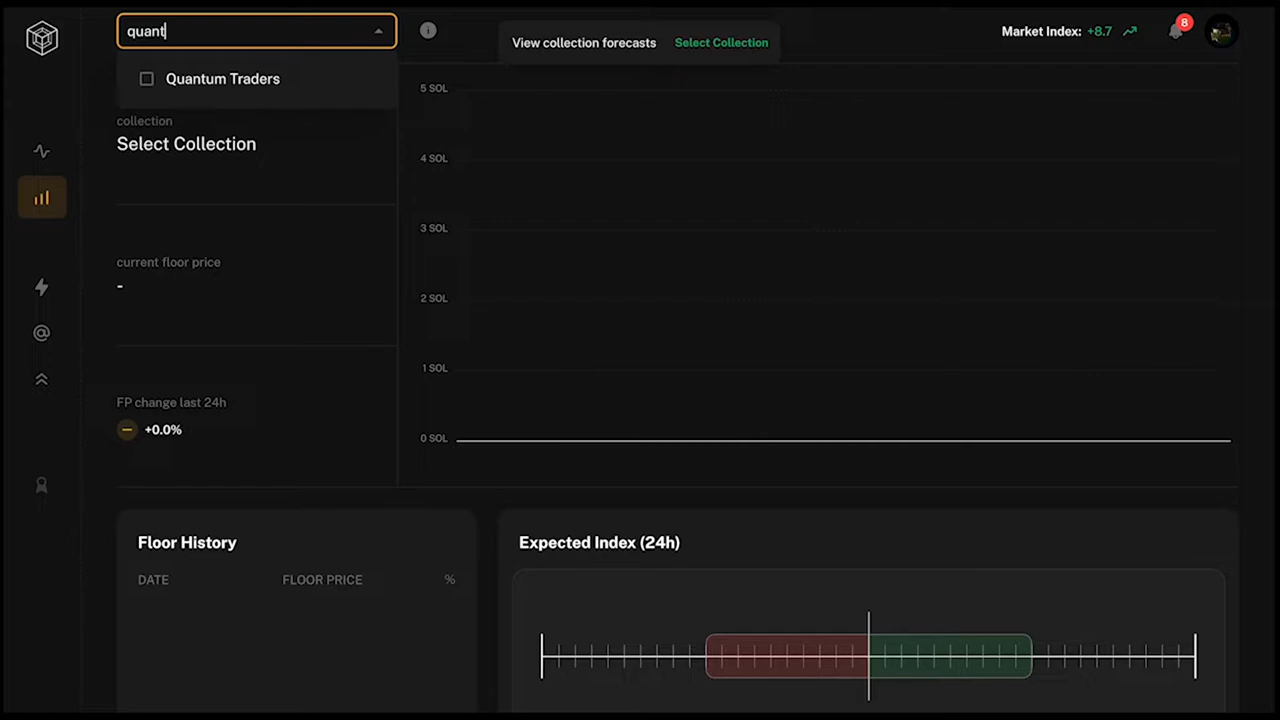 quant
View collection forecasts Select Collection
Market Index: +8.7
8
Quantum Traders
collection
Select Collection
current floor price
-
FP change last 24h
+0.0%
5 SOL
4 SOL
3 SOL
2 SOL
1 SOL
0 SOL
Floor History
DATE FLOOR PRICE %
Expected Index (24h)